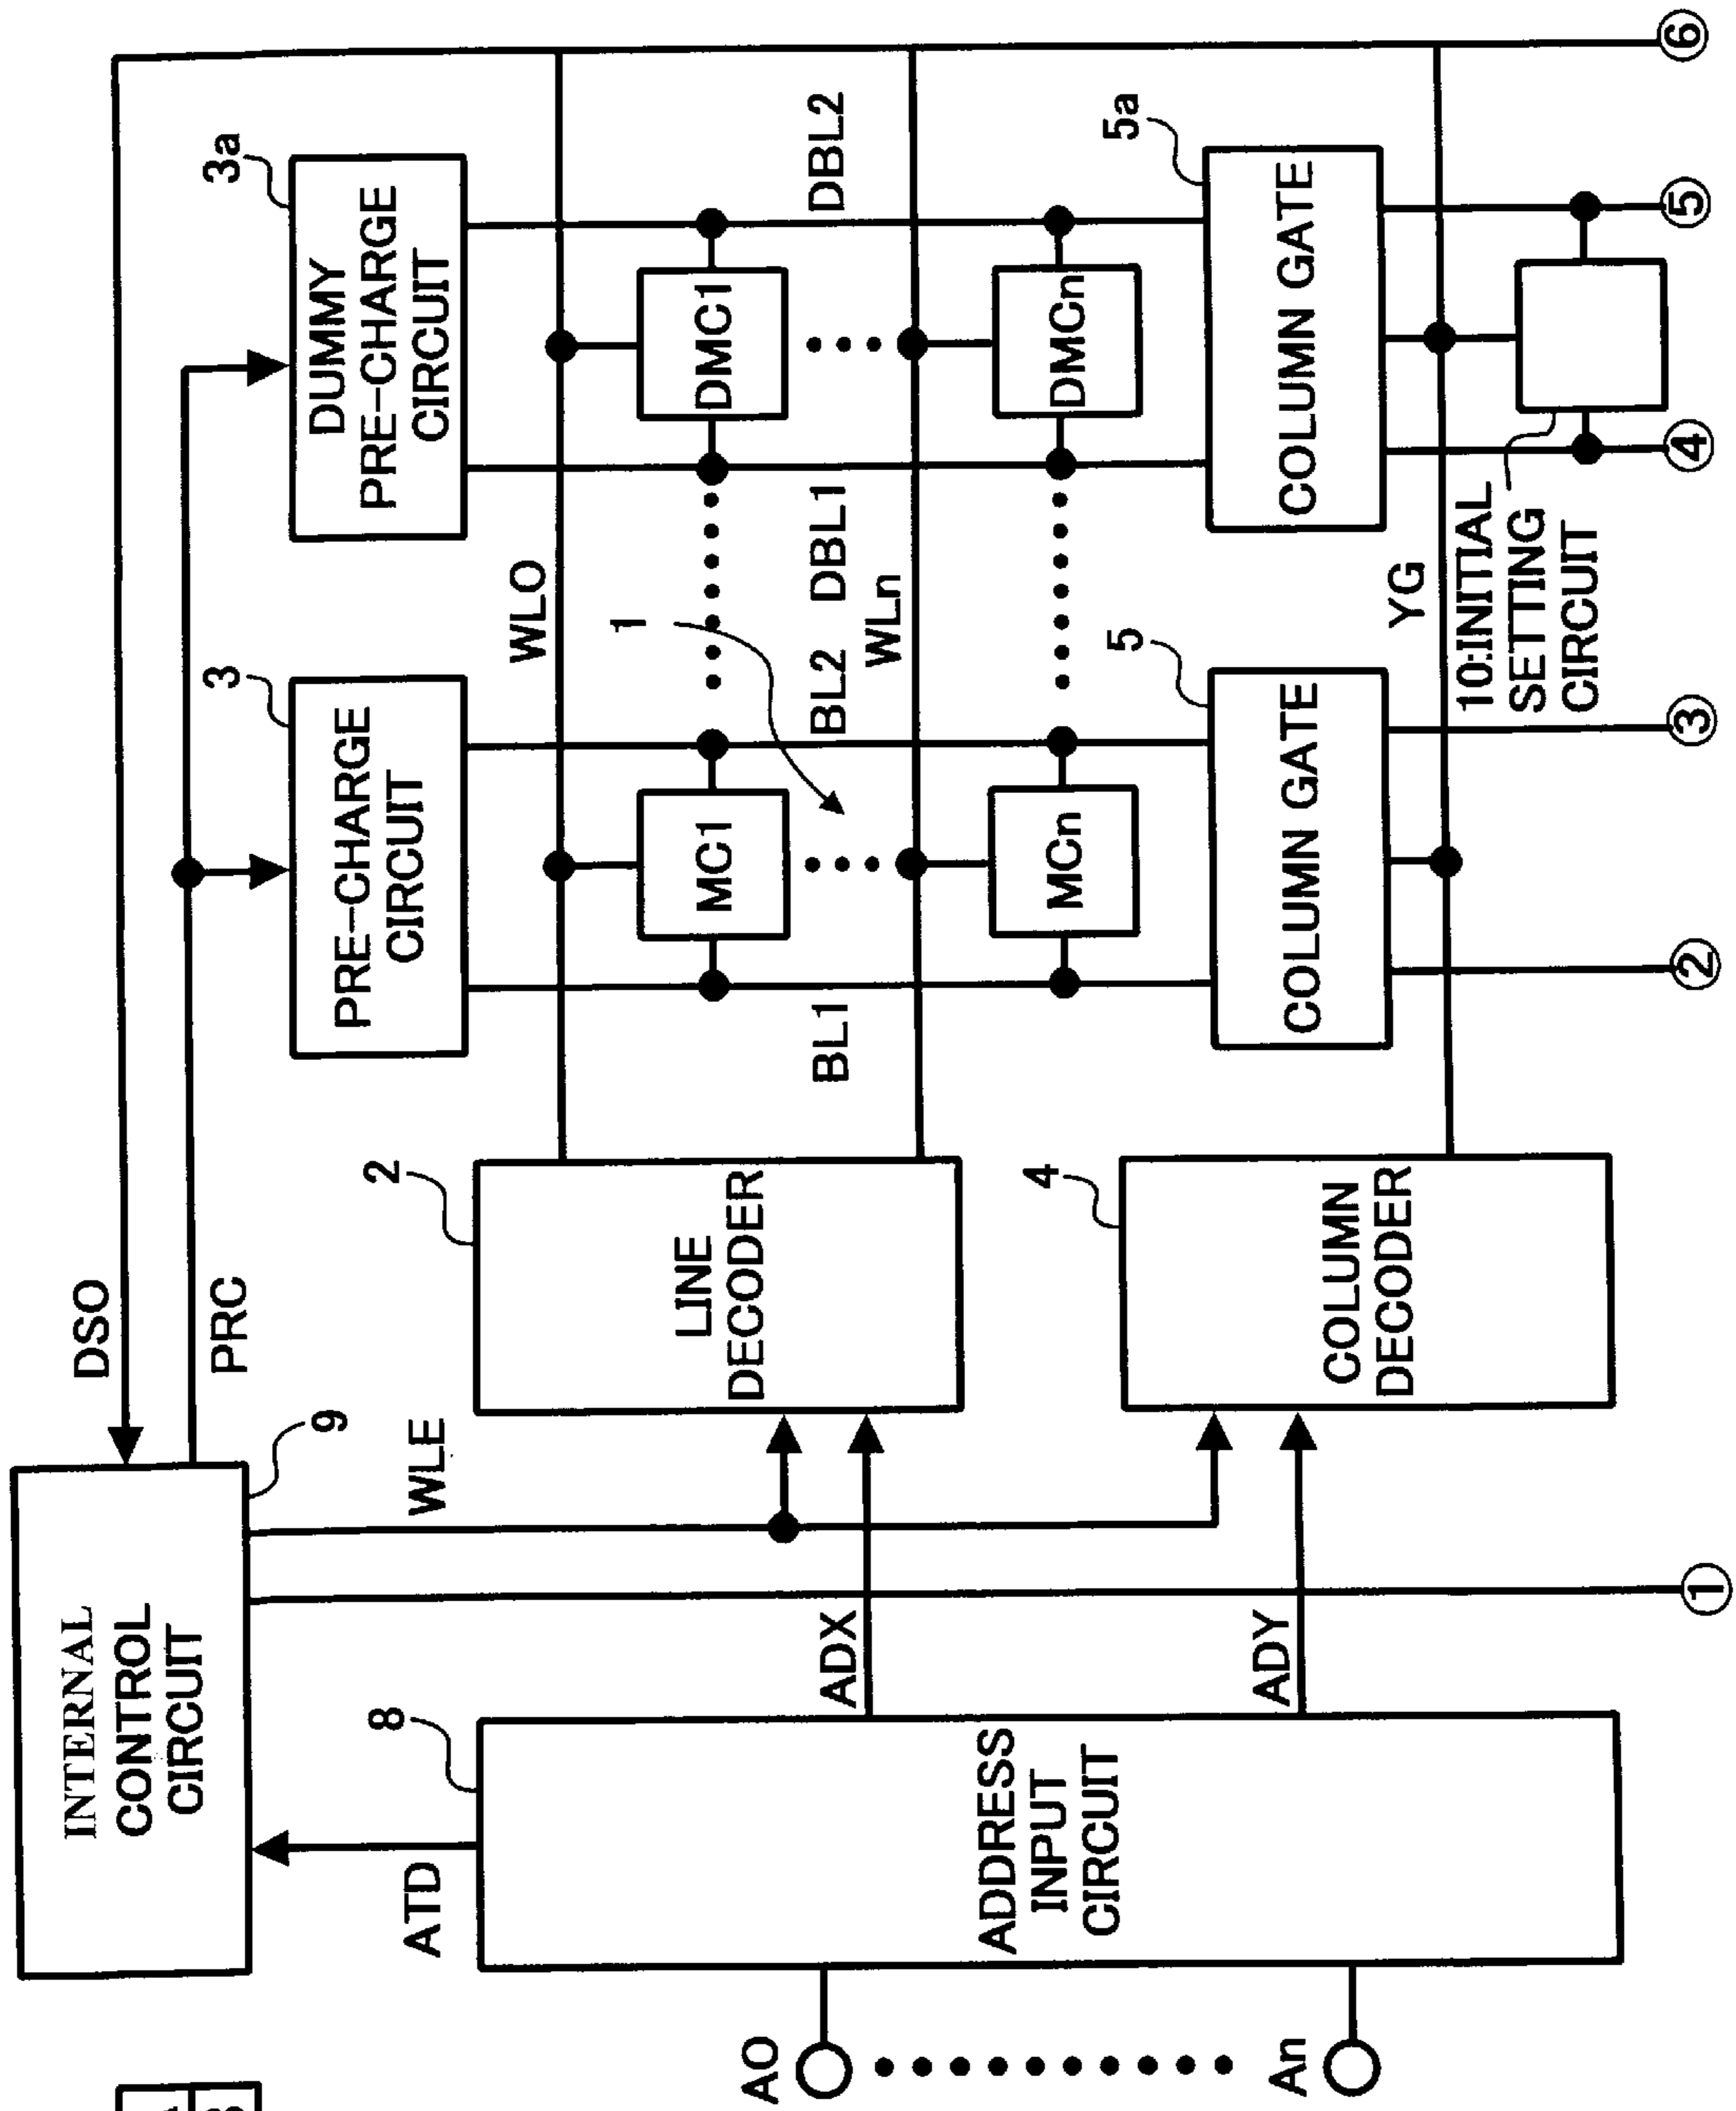 INTERNAL
CONTROL
CIRCUIT
9
DSO
PRC
WLE
ATD
8
ADDRESS
INPUT
CIRCUIT
A0
An
ADX
ADY
2
LINE
DECODER
4
COLUMN
DECODER
3
PRE-CHARGE
CIRCUIT
3a
DUMMY
PRE-CHARGE
CIRCUIT
WLO
1
MC1
DMC1
BL1
BL2
DBL1
DBL2
WLn
MCn
DMCn
5
COLUMN GATE
5a
COLUMN GATE
YG
10:INITIAL
SETTING
CIRCUIT
①
②
③
④
⑤
⑥